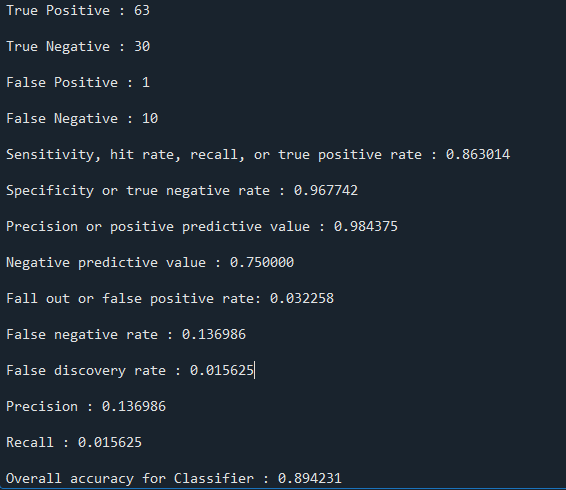 True Positive : 63
True Negative : 30
False Positive : 1
False Negative : 10
Sensitivity, hit rate, recall, or true positive rate : 0.863014
Specificity or true negative rate : 0.967742
Precision or positive predictive value : 0.984375
Negative predictive value : 0.750000
Fall out or false positive rate: 0.032258
False negative rate : 0.136986
False discovery rate : 0.015625
Precision : 0.136986
Recall : 0.015625
Overall accuracy for Classifier : 0.894231